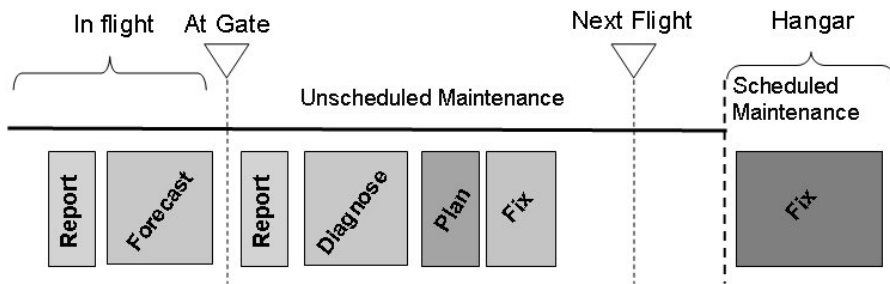 In flight
At Gate
Next Flight
Hangar
Unscheduled Maintenance
Scheduled
Maintenance
Report
Forecast
Report
Diagnose
Plan
Fix
Fix